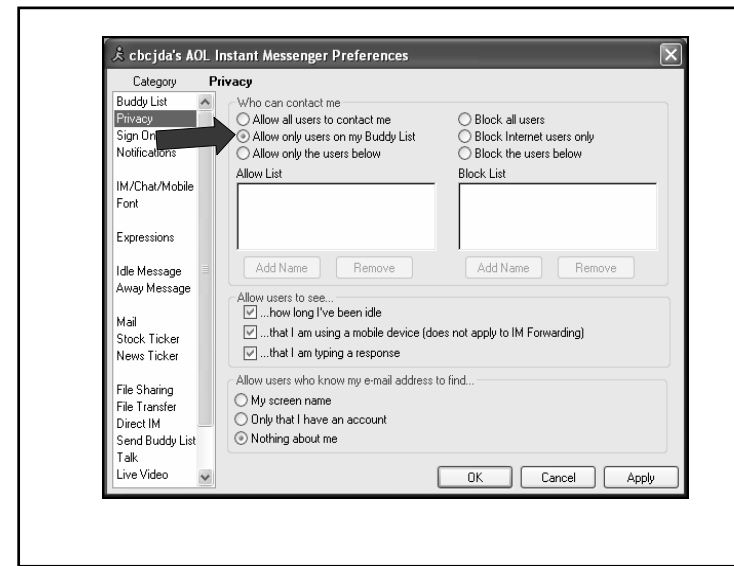 cbcjda's AOL Instant Messenger Preferences
Category
Privacy
Buddy List
Privacy
Sign On
Notifications
IM/Chat/Mobile
Font
Expressions
Idle Message
Away Message
Mail
Stock Ticker
News Ticker
File Sharing
File Transfer
Direct IM
Send Buddy List
Talk
Live Video
Who can contact me
Allow all users to contact me
Allow only users on my Buddy List
Allow only the users below
Block all users
Block Internet users only
Block the users below
Allow List
Block List
Add Name
Remove
Add Name
Remove
Allow users to see...
...how long I've been idle
...that I am using a mobile device (does not apply to IM Forwarding)
...that I am typing a response
Allow users who know my e-mail address to find...
My screen name
Only that I have an account
Nothing about me
OK
Cancel
Apply